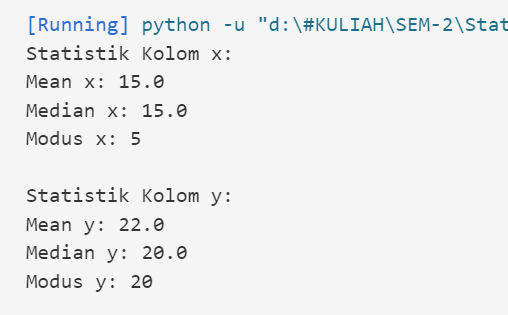 [Running] python -u "d:\#KULIAH\SEM-2\Stat
Statistik Kolom x:
Mean x: 15.0
Median x: 15.0
Modus x: 5
Statistik Kolom y:
Mean y: 22.0
Median y: 20.0
Modus y: 20